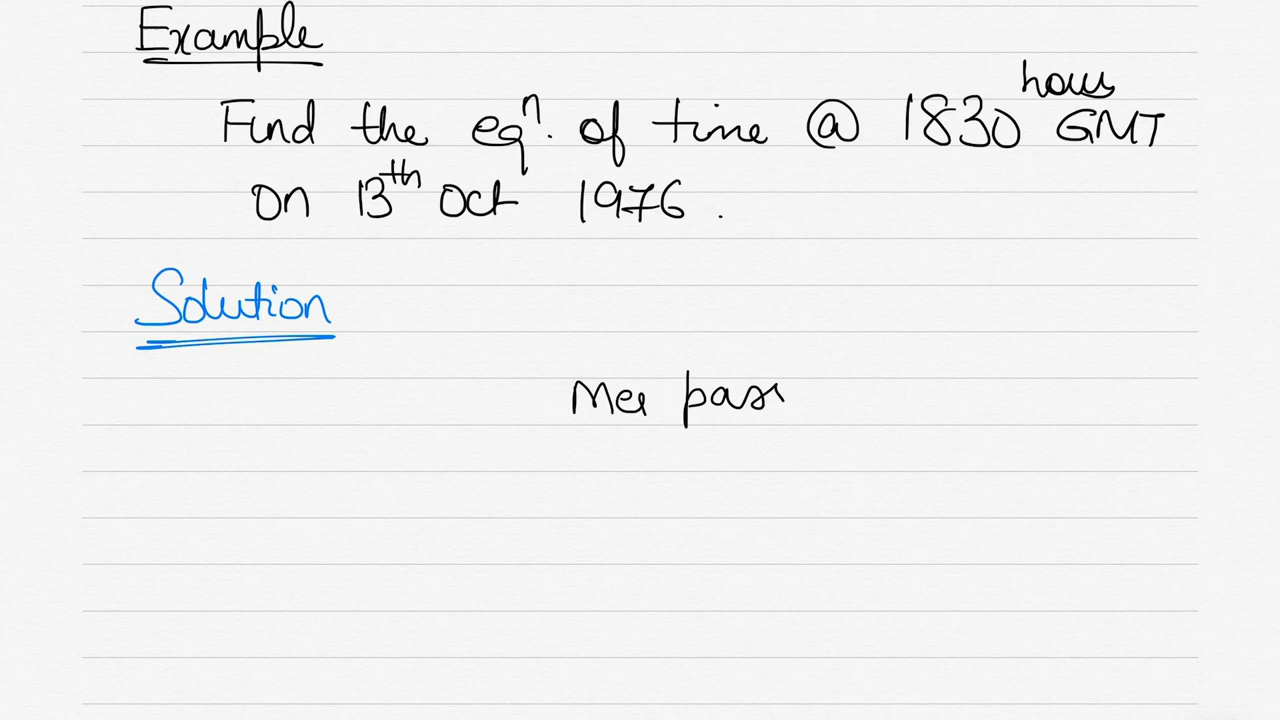 Example
Find the eqⁿ. of time @ 1830 hours GMT
on 13th Oct 1976.
Solution
Mer pass